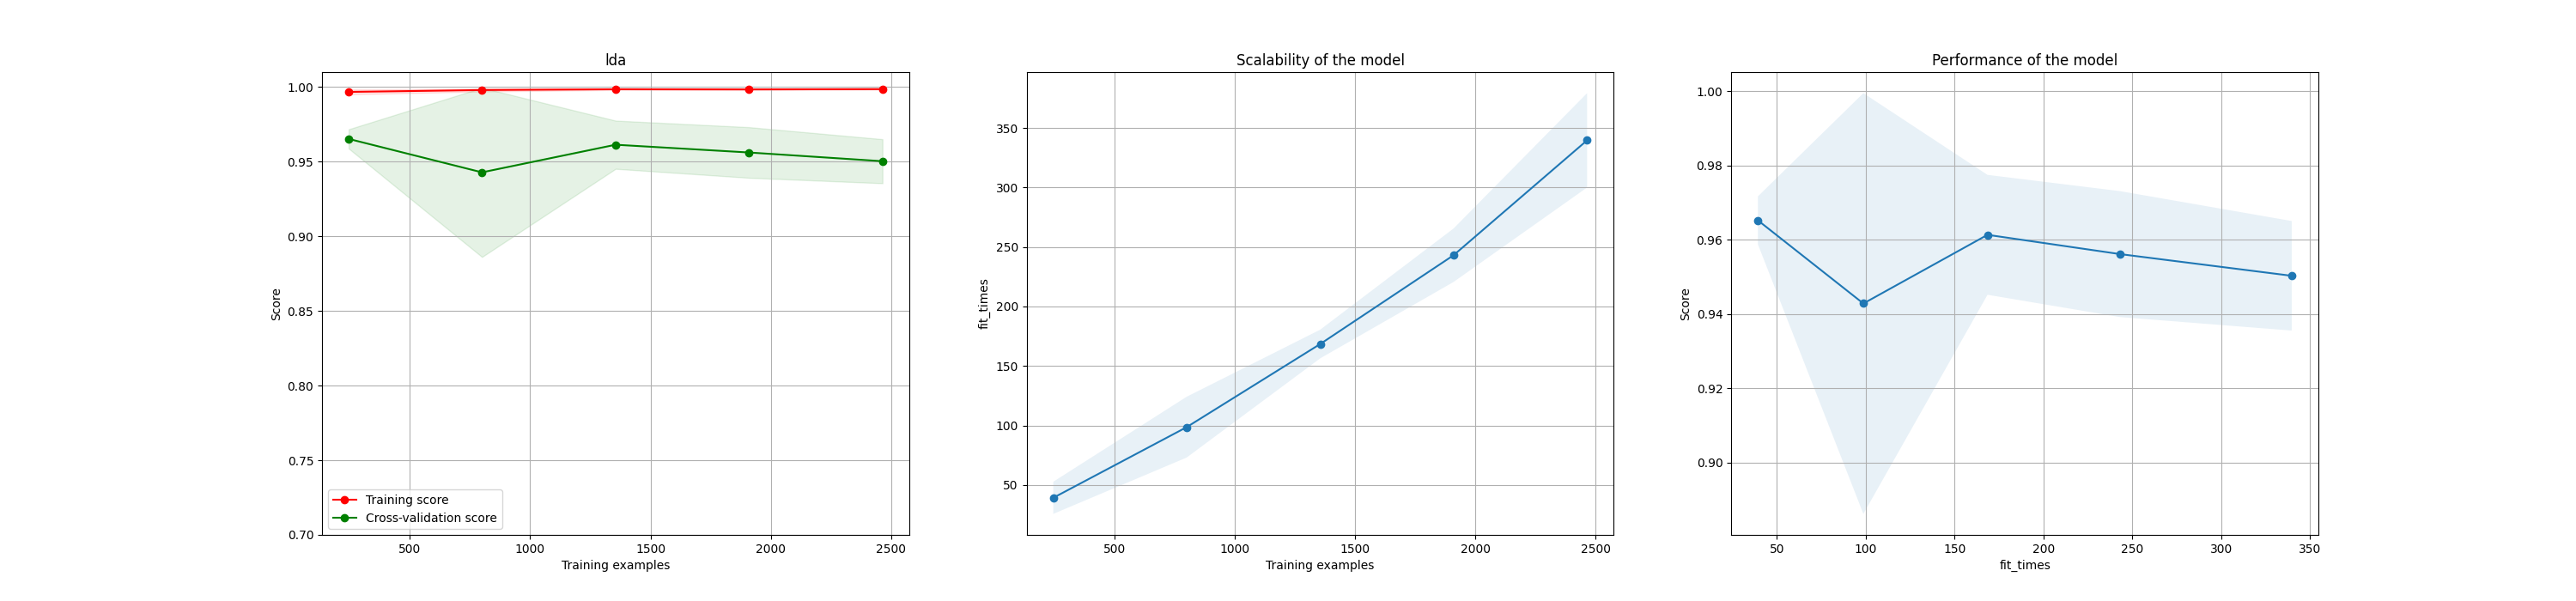 lda
1.00
0.95
0.90
0.85
0.80
0.75
0.70
Score
Training score
Cross-validation score
500 1000 1500 2000 2500
Training examples
Scalability of the model
350
300
250
200
150
100
50
fit_times
500 1000 1500 2000 2500
Training examples
Performance of the model
1.00
0.98
0.96
0.94
0.92
0.90
Score
50 100 150 200 250 300 350
fit_times